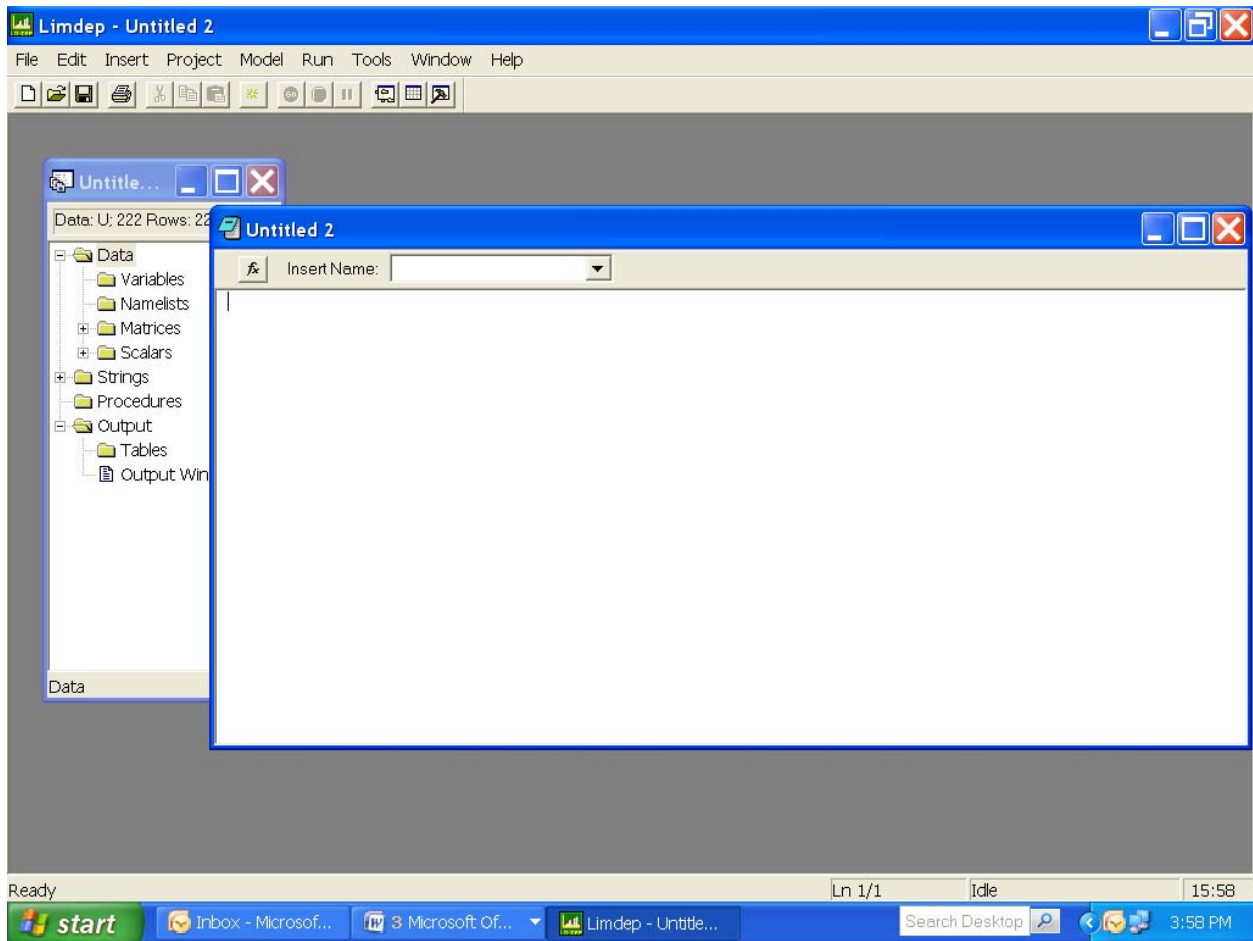 Limdep - Untitled 2
File Edit Insert Project Model Run Tools Window Help
GO
Untitle...
Data: U; 222 Rows: 22
Untitled 2
fx Insert Name:
Data
Variables
Namelists
Matrices
Scalars
Strings
Procedures
Output
Tables
Output Win
Data
Ready Ln 1/1 Idle 15:58
start Inbox - Microsof... 3 Microsoft Of... Limdep - Untitle... Search Desktop 3:58 PM